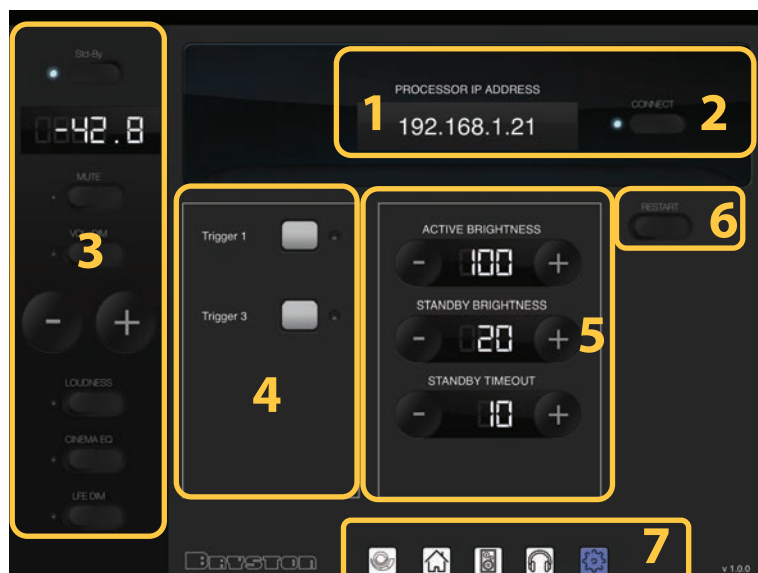 Std-By
-42.8
MUTE
VOL DIM
3
- +
LOUDNESS
CINEMA EQ
LFE DIM
PROCESSOR IP ADDRESS
1 192.168.1.21
CONNECT
2
Trigger 1
Trigger 3
4
ACTIVE BRIGHTNESS
- 100 +
STANDBY BRIGHTNESS
- 20 + 5
STANDBY TIMEOUT
- 10 +
RESTART
6
BRYSTON
7
v 1.0.0